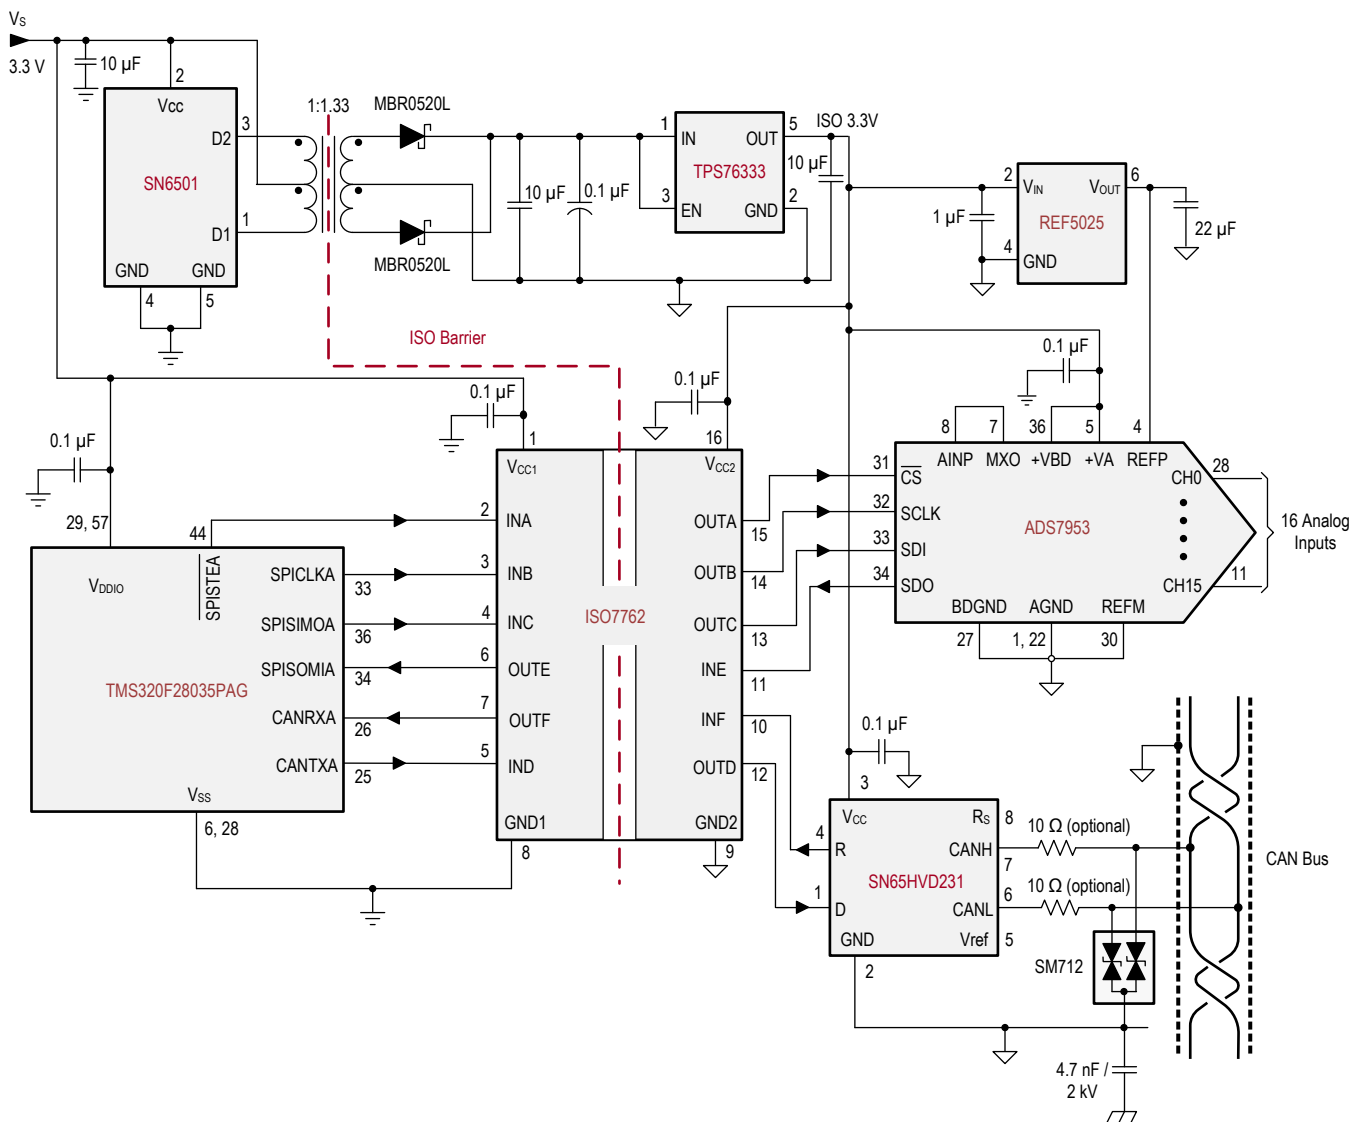 VS
3.3 V
10 µF
2
Vcc
D2
3
SN6501
D1
1
GND
GND
4
5
1:1.33
MBR0520L
MBR0520L
10 µF
0.1 µF
1
IN
OUT
5
TPS76333
3
EN
GND
2
ISO 3.3V
10 µF
2
VIN
VOUT
6
REF5025
1 µF
4
GND
22 µF
ISO Barrier
0.1 µF
0.1 µF
0.1 µF
0.1 µF
29, 57
44
VDDIO
SPISTEA
SPICLKA
33
SPISIMOA
36
SPISOMIA
34
TMS320F28035PAG
CANRXA
26
CANTXA
25
VSS
6, 28
1
VCC1
2
INA
3
INB
4
INC
6
OUTE
7
OUTF
5
IND
GND1
8
ISO7762
16
VCC2
OUTA
15
OUTB
14
OUTC
13
INE
11
INF
10
OUTD
12
GND2
9
8
7
36
5
4
AINP
MXO
+VBD
+VA
REFP
31
CS
32
SCLK
33
SDI
34
SDO
ADS7953
CH0
28
CH15
11
16 Analog
Inputs
BDGND
AGND
REFM
27
1, 22
30
0.1 µF
3
VCC
RS
8
4
R
CANH
7
SN65HVD231
1
D
CANL
6
GND
Vref
5
2
10 Ω (optional)
10 Ω (optional)
SM712
CAN Bus
4.7 nF /
2 kV